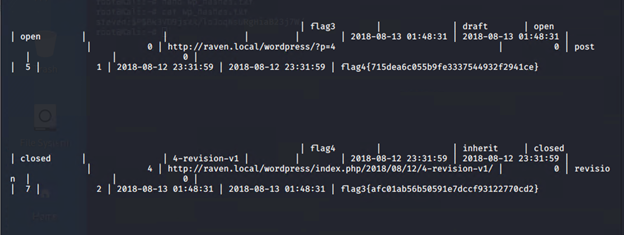 | flag3 | | draft | open
| open | | | | | 2018-08-13 01:48:31 | 2018-08-13 01:48:31 |
| 0 | http://raven.local/wordpress/?p=4 | 0 | post
| | 0 |
| 5 | 1 | 2018-08-12 23:31:59 | 2018-08-12 23:31:59 | flag4{715dea6c055b9fe3337544932f2941ce}
| flag4 | | inherit | closed
| closed | | 4-revision-v1 | | | 2018-08-12 23:31:59 | 2018-08-12 23:31:59 |
| 4 | http://raven.local/wordpress/index.php/2018/08/12/4-revision-v1/ | 0 | revisio
n | | 0 |
| 7 | 2 | 2018-08-13 01:48:31 | 2018-08-13 01:48:31 | flag3{afc01ab56b50591e7dccf93122770cd2}